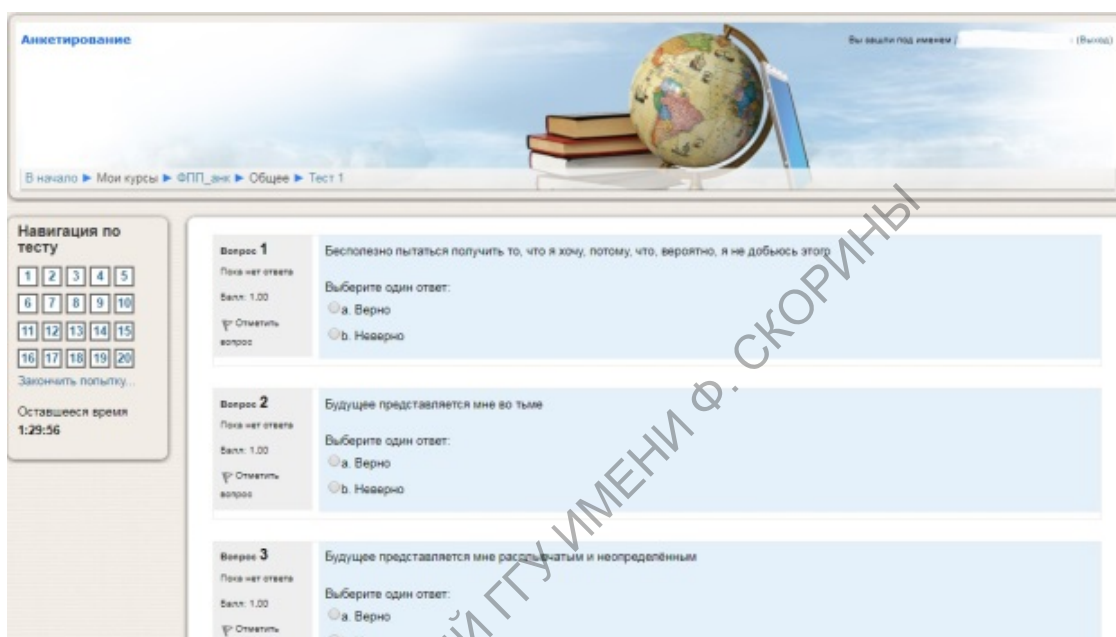 Анкетирование
Вы зашли под именем
(Выход)
В начало ► Мои курсы ► ФПП_анк ► Общее ► Тест 1
Навигация по
тесту
1 2 3 4 5
6 7 8 9 10
11 12 13 14 15
16 17 18 19 20
Закончить попытку...
Оставшееся время
1:29:56
Вопрос 1
Пока нет ответа
Балл: 1.00
Отметить
вопрос
Бесполезно пытаться получить то, что я хочу, потому, что, вероятно, я не добьюсь этого
Выберите один ответ:
a. Верно
b. Неверно
Вопрос 2
Пока нет ответа
Балл: 1.00
Отметить
вопрос
Будущее представляется мне во тьме
Выберите один ответ:
a. Верно
b. Неверно
Вопрос 3
Пока нет ответа
Балл: 1.00
Отметить
Будущее представляется мне расплывчатым и неопределённым
Выберите один ответ:
a. Верно
ГГУ ИМЕНИ Ф. СКОРИНЫ